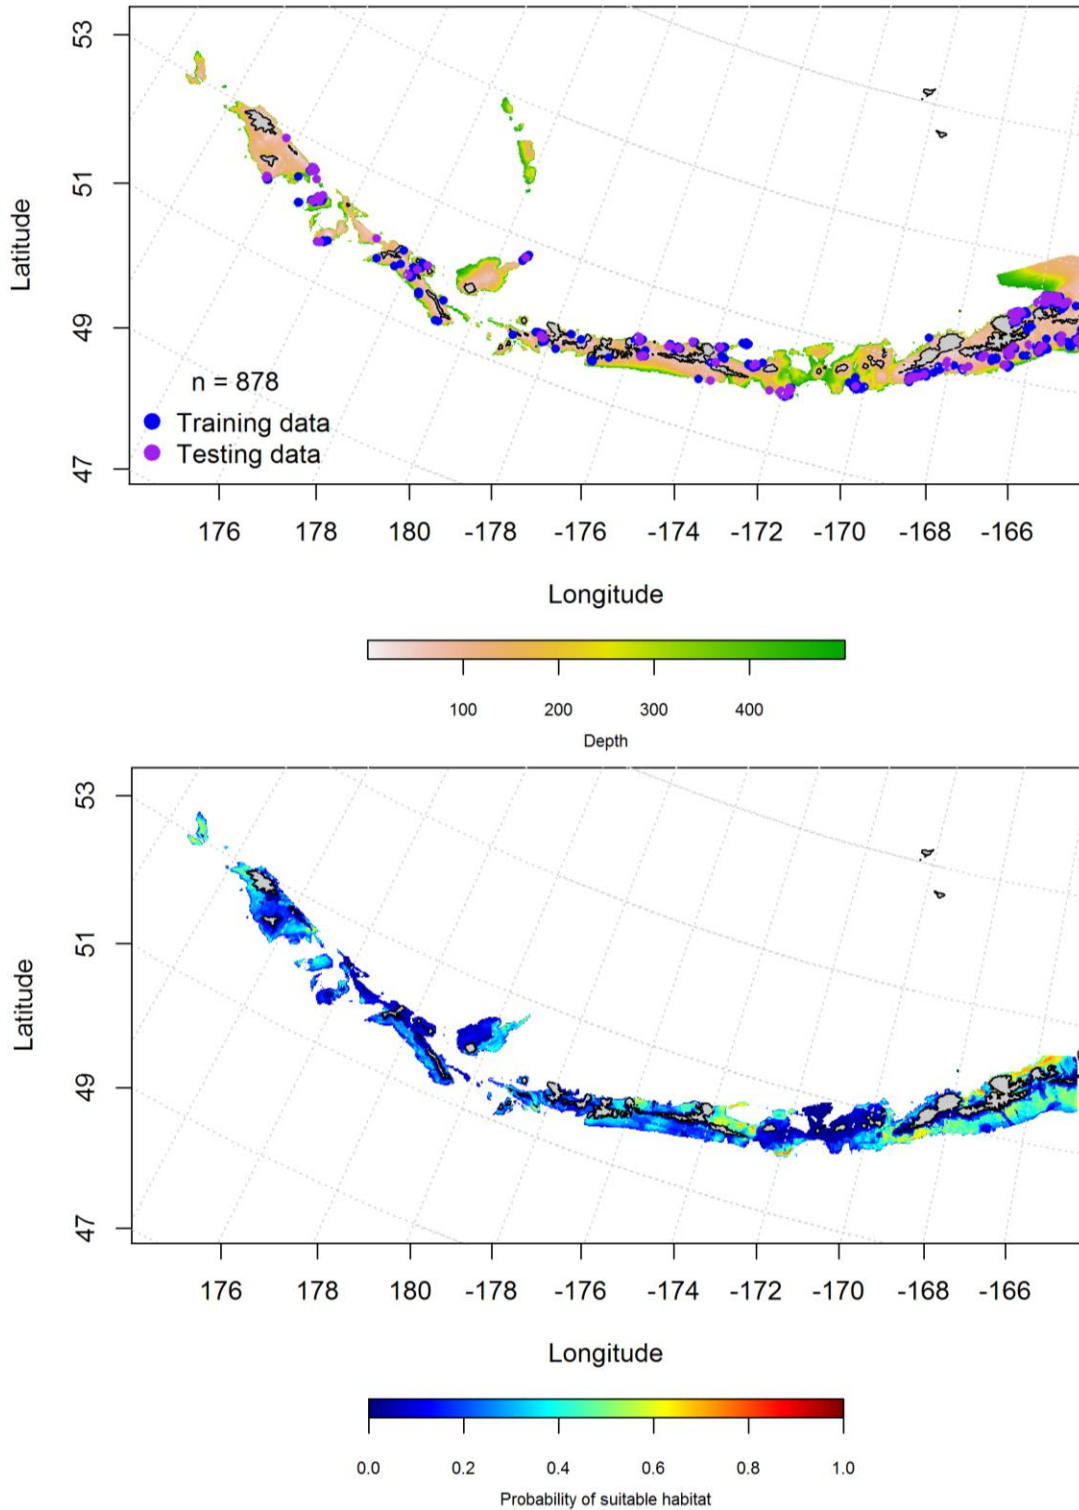 53
51
49
47
Latitude
n = 878
Training data
Testing data
176 178 180 -178 -176 -174 -172 -170 -168 -166
Longitude
100 200 300 400
Depth
53
51
49
47
Latitude
176 178 180 -178 -176 -174 -172 -170 -168 -166
Longitude
0.0 0.2 0.4 0.6 0.8 1.0
Probability of suitable habitat